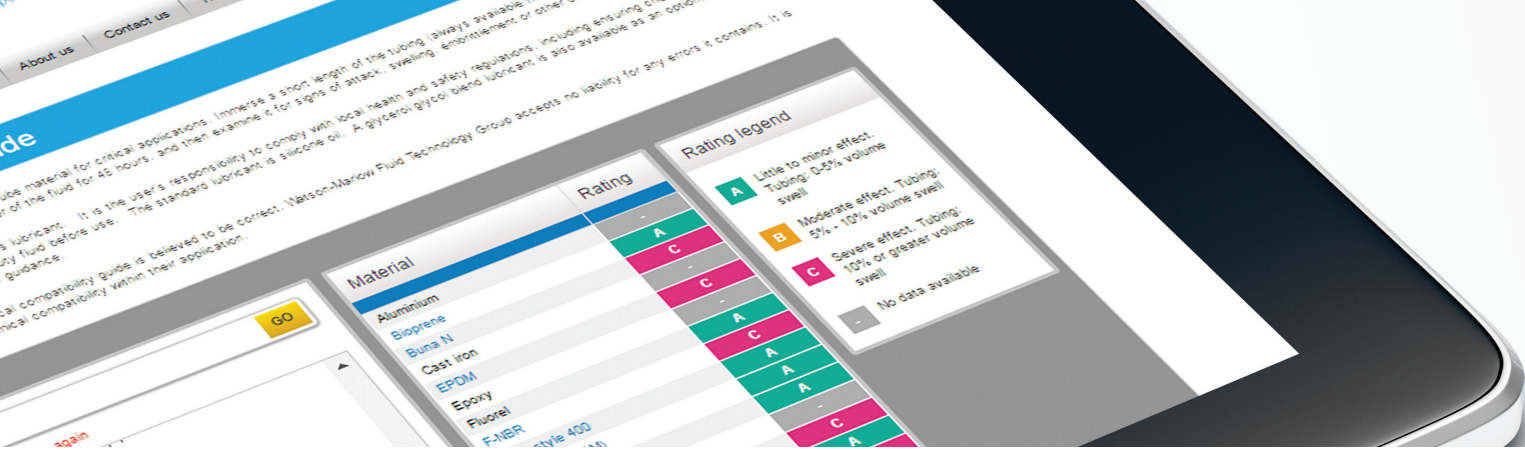 About us
Contact us
de
ube material for critical applications. Immerse a short length of the tubing (always available
r of the fluid for 48 hours, and then examine it for signs of attack, swelling, embrittlement or other
s lubricant. It is the user's responsibility to comply with local health and safety regulations, including ensuring
uty fluid before use. The standard lubricant is silicone oil. A glycerol/glycol blend lubricant is also available as an option
guidance.
cal compatibility guide is believed to be correct. Watson-Marlow Fluid Technology Group accepts no liability for any errors it contains. It is
mical compatibility within their application.
GO
again
Material
Rating
Aluminium
-
Bioprene
A
Buna N
C
Cast iron
-
EPDM
C
Epoxy
-
Fluorel
A
F-NBR
C
style 400
A
A
A
-
C
A
Rating legend
A
Little to minor effect.
Tubing: 0-5% volume
swell
B
Moderate effect. Tubing:
5% - 10% volume swell
C
Severe effect. Tubing:
10% or greater volume
swell
-
No data available